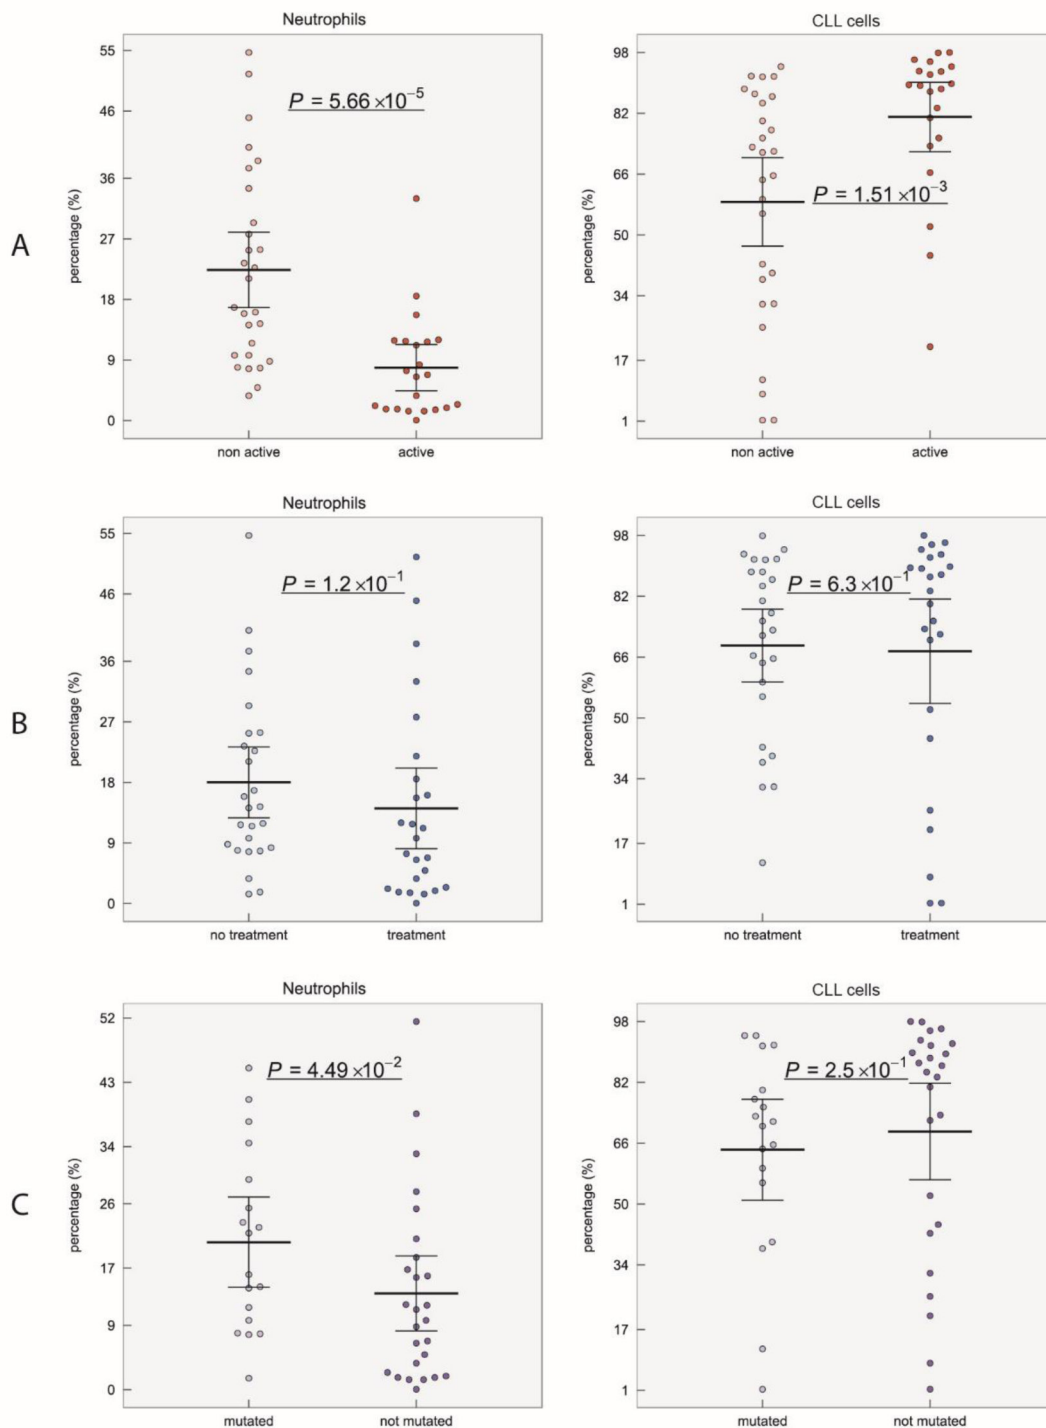 A
Neutrophils
percentage (%)
55
46
36
27
18
9
0
P = 5.66 ×10⁻⁵
non active
active
CLL cells
percentage (%)
98
82
66
50
34
17
1
P = 1.51 ×10⁻³
non active
active
B
Neutrophils
percentage (%)
55
46
36
27
18
9
0
P = 1.2 ×10⁻¹
no treatment
treatment
CLL cells
percentage (%)
98
82
66
50
34
17
1
P = 6.3 ×10⁻¹
no treatment
treatment
C
Neutrophils
percentage (%)
52
43
34
26
17
9
0
P = 4.49 ×10⁻²
mutated
not mutated
CLL cells
percentage (%)
98
82
66
50
34
17
1
P = 2.5 ×10⁻¹
mutated
not mutated